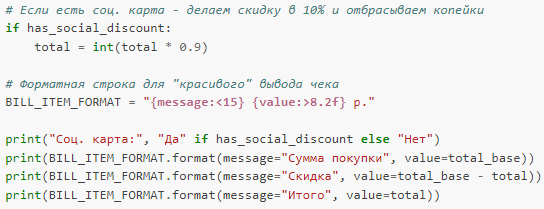 # Если есть соц. карта - делаем скидку в 10% и отбрасываем копейки
if has_social_discount:
    total = int(total * 0.9)

# Форматная строка для "красивого" вывода чека
BILL_ITEM_FORMAT = "{message:<15} {value:>8.2f} р."

print("Соц. карта:", "Да" if has_social_discount else "Нет")
print(BILL_ITEM_FORMAT.format(message="Сумма покупки", value=total_base))
print(BILL_ITEM_FORMAT.format(message="Скидка", value=total_base - total))
print(BILL_ITEM_FORMAT.format(message="Итого", value=total))